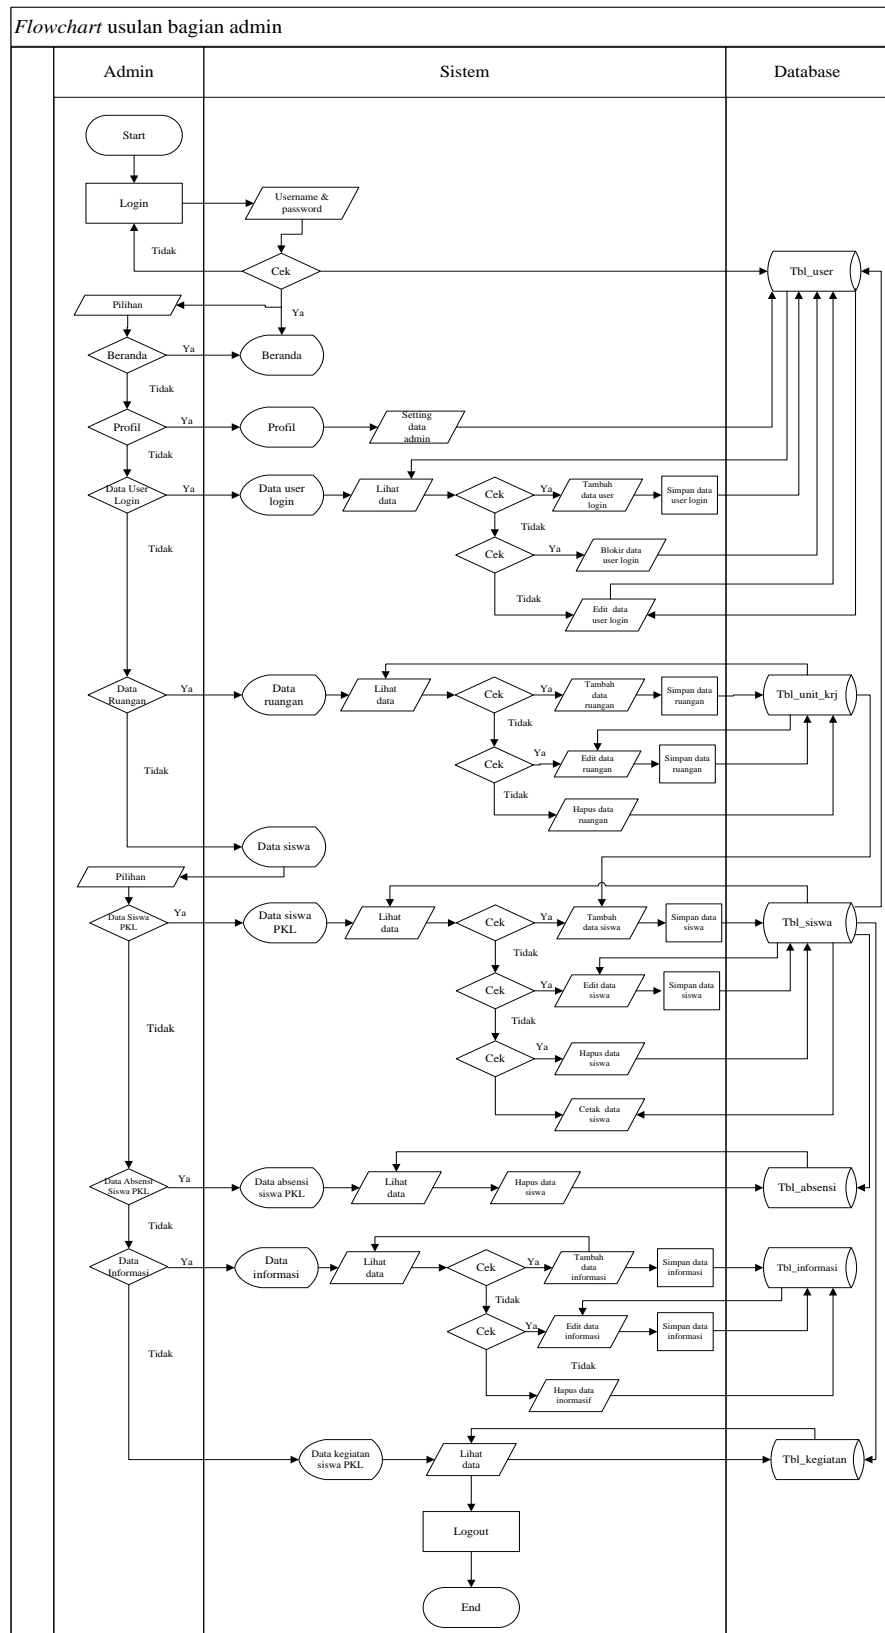 Flowchart usulan bagian admin
Admin
Sistem
Database
Start
Login
Username &
password
Tidak
Cek
Tbl_user
Pilihan
Ya
Beranda
Ya
Beranda
Tidak
Profil
Ya
Profil
Setting
data
admin
Tidak
Data User
Login
Ya
Data user
login
Lihat
data
Cek
Ya
Tambah
data user
login
Simpan data
user login
Tidak
Tidak
Cek
Ya
Blokir data
user login
Tidak
Edit data
user login
Data
Ruangan
Ya
Data
ruangan
Lihat
data
Cek
Ya
Tambah
data
ruangan
Simpan data
ruangan
Tbl_unit_krj
Tidak
Tidak
Cek
Ya
Edit data
ruangan
Simpan data
ruangan
Tidak
Hapus data
ruangan
Data siswa
Pilihan
Data Siswa
PKL
Ya
Data siswa
PKL
Lihat
data
Cek
Ya
Tambah
data siswa
Simpan data
siswa
Tbl_siswa
Tidak
Cek
Ya
Edit data
siswa
Simpan data
siswa
Tidak
Tidak
Cek
Ya
Hapus data
siswa
Cetak data
siswa
Data Absensi
Siswa PKL
Ya
Data absensi
siswa PKL
Lihat
data
Hapus data
siswa
Tbl_absensi
Tidak
Data
Informasi
Ya
Data
informasi
Lihat
data
Cek
Ya
Tambah
data
informasi
Simpan data
informasi
Tbl_informasi
Tidak
Tidak
Cek
Ya
Edit data
informasi
Simpan data
informasi
Tidak
Hapus data
inormasif
Data kegiatan
siswa PKL
Lihat
data
Tbl_kegiatan
Logout
End